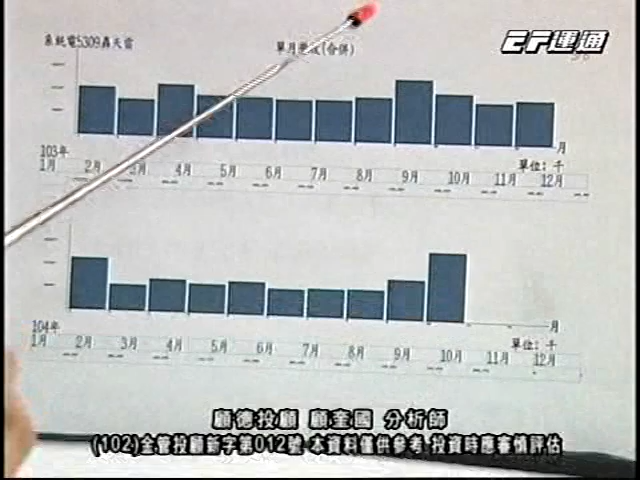 系統電5309轟天雷
單月營收(合併)
EF運通
月
103年
單位: 千
1月 2月 3月 4月 5月 6月 7月 8月 9月 10月 11月 12月
月
104年
單位: 千
1月 2月 3月 4月 5月 6月 7月 8月 9月 10月 11月 12月
顧德投顧 顧奎國 分析師
(102)金管投顧新字第012號 本資料僅供參考 投資時應審慎評估